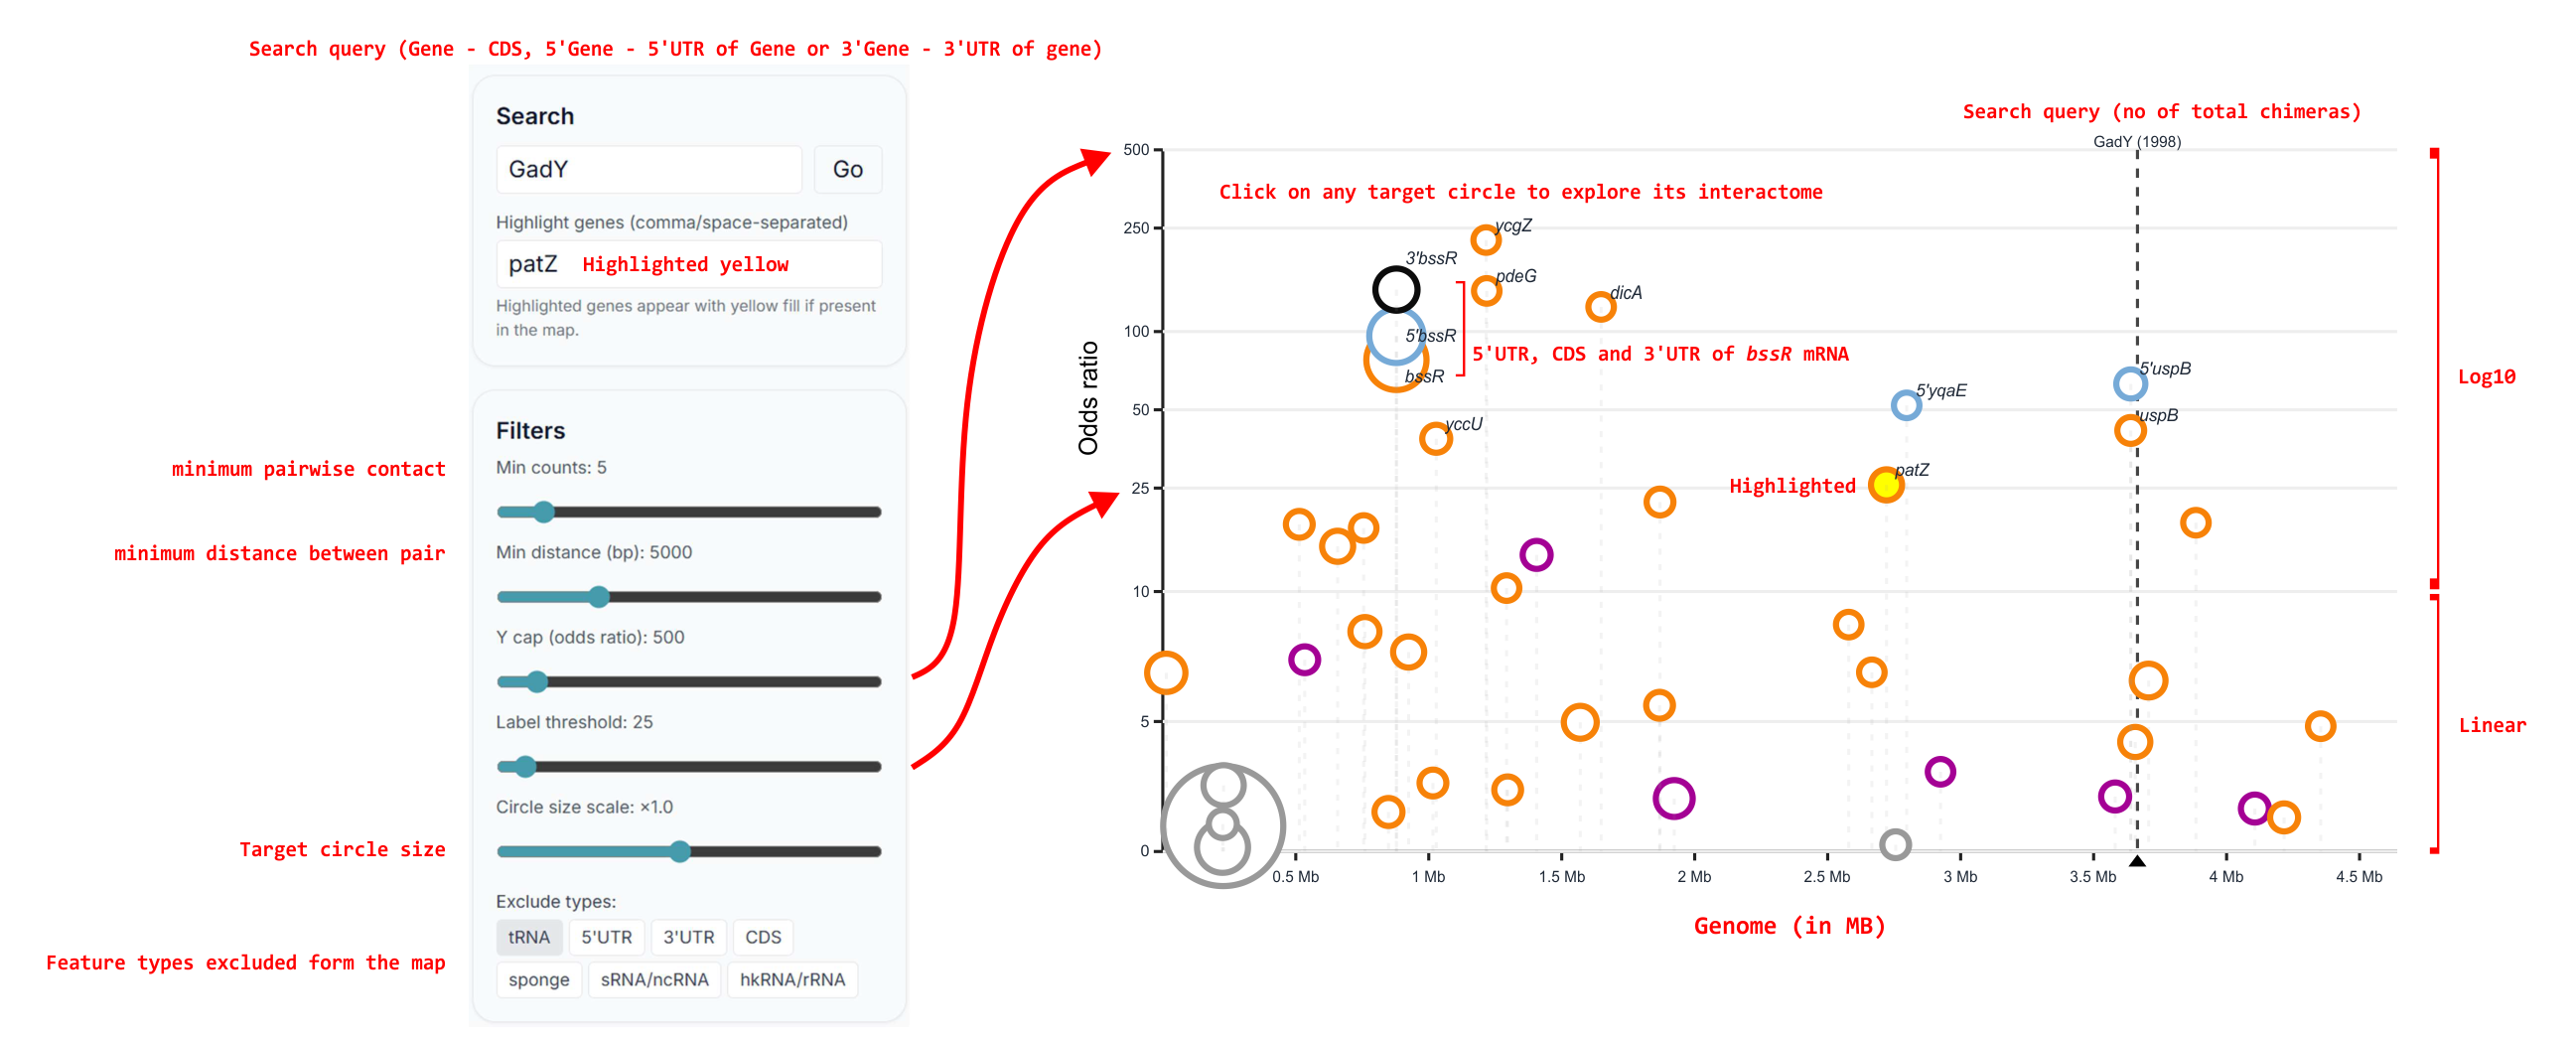 Search query (Gene - CDS, 5'Gene - 5'UTR of Gene or 3'Gene - 3'UTR of gene)
Search
GadY
Go
Highlight genes (comma/space-separated)
patZ
Highlighted yellow
Highlighted genes appear with yellow fill if present
in the map.
Filters
minimum pairwise contact
Min counts: 5
minimum distance between pair
Min distance (bp): 5000
Y cap (odds ratio): 500
Label threshold: 25
Circle size scale: ×1.0
Target circle size
Exclude types:
tRNA
5'UTR
3'UTR
CDS
Feature types excluded form the map
sponge
sRNA/ncRNA
hkRNA/rRNA
Search query (no of total chimeras)
GadY (1998)
Click on any target circle to explore its interactome
Odds ratio
500
250
100
50
25
10
5
0
ycgZ
3'bssR
pdeG
dicA
5'bssR
5'UTR, CDS and 3'UTR of bssR mRNA
bssR
5'uspB
5'yqaE
uspB
yccU
patZ
Highlighted
Log10
Linear
0.5 Mb
1 Mb
1.5 Mb
2 Mb
2.5 Mb
3 Mb
3.5 Mb
4 Mb
4.5 Mb
Genome (in MB)